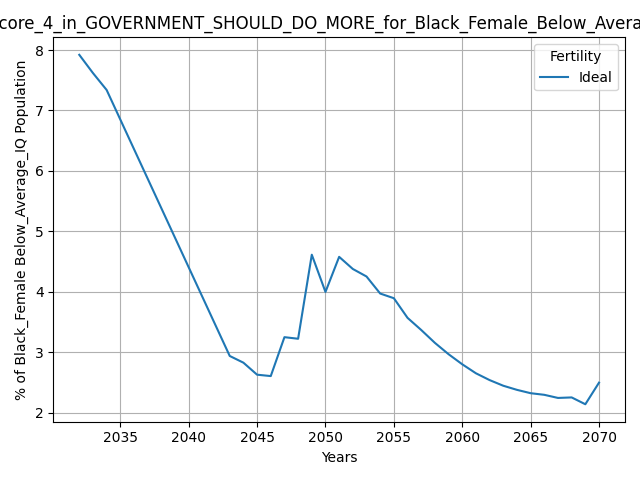 core_4_in_GOVERNMENT_SHOULD_DO_MORE_for_Black_Female_Below_Avera
Fertility
Ideal
% of Black_Female Below_Average_IQ Population
8
7
6
5
4
3
2
2035 2040 2045 2050 2055 2060 2065 2070
Years